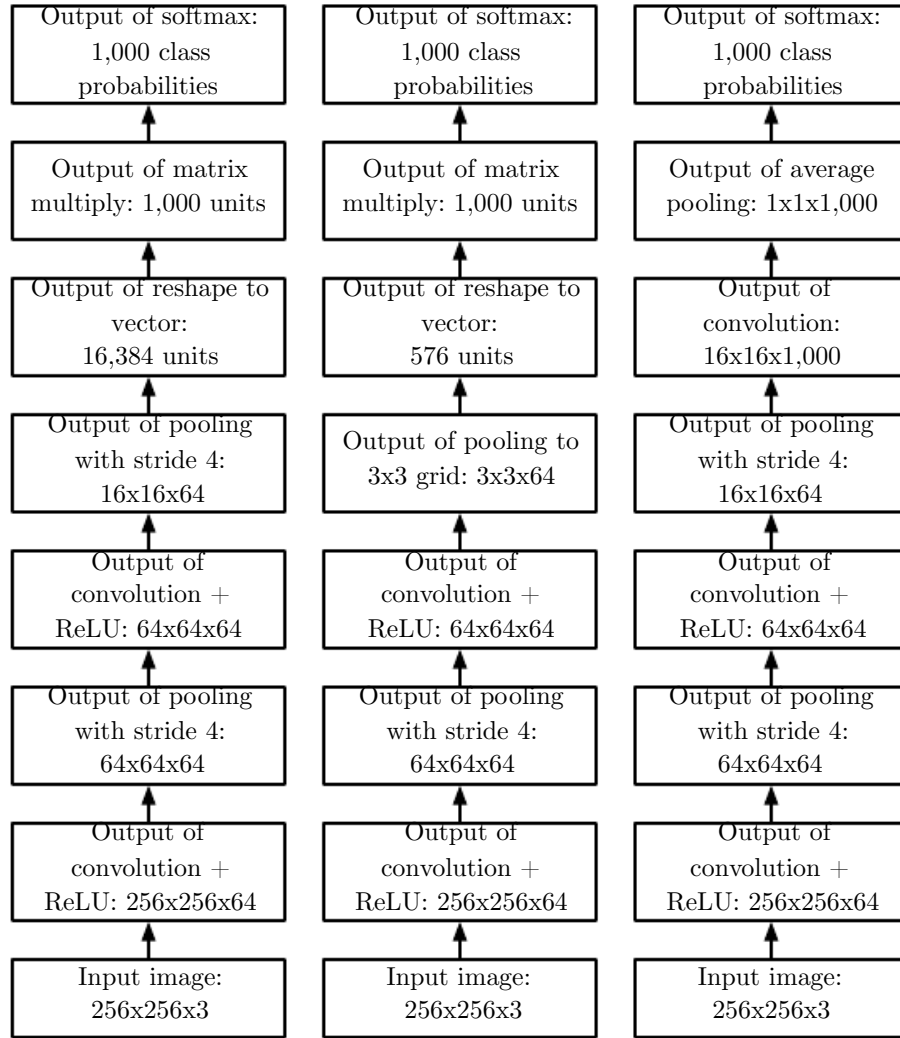 Output of softmax:
1,000 class
probabilities
Output of matrix
multiply: 1,000 units
Output of reshape to
vector:
16,384 units
Output of pooling
with stride 4:
16x16x64
Output of
convolution +
ReLU: 64x64x64
Output of pooling
with stride 4:
64x64x64
Output of
convolution +
ReLU: 256x256x64
Input image:
256x256x3
Output of softmax:
1,000 class
probabilities
Output of matrix
multiply: 1,000 units
Output of reshape to
vector:
576 units
Output of pooling to
3x3 grid: 3x3x64
Output of
convolution +
ReLU: 64x64x64
Output of pooling
with stride 4:
64x64x64
Output of
convolution +
ReLU: 256x256x64
Input image:
256x256x3
Output of softmax:
1,000 class
probabilities
Output of average
pooling: 1x1x1,000
Output of
convolution:
16x16x1,000
Output of pooling
with stride 4:
16x16x64
Output of
convolution +
ReLU: 64x64x64
Output of pooling
with stride 4:
64x64x64
Output of
convolution +
ReLU: 256x256x64
Input image:
256x256x3